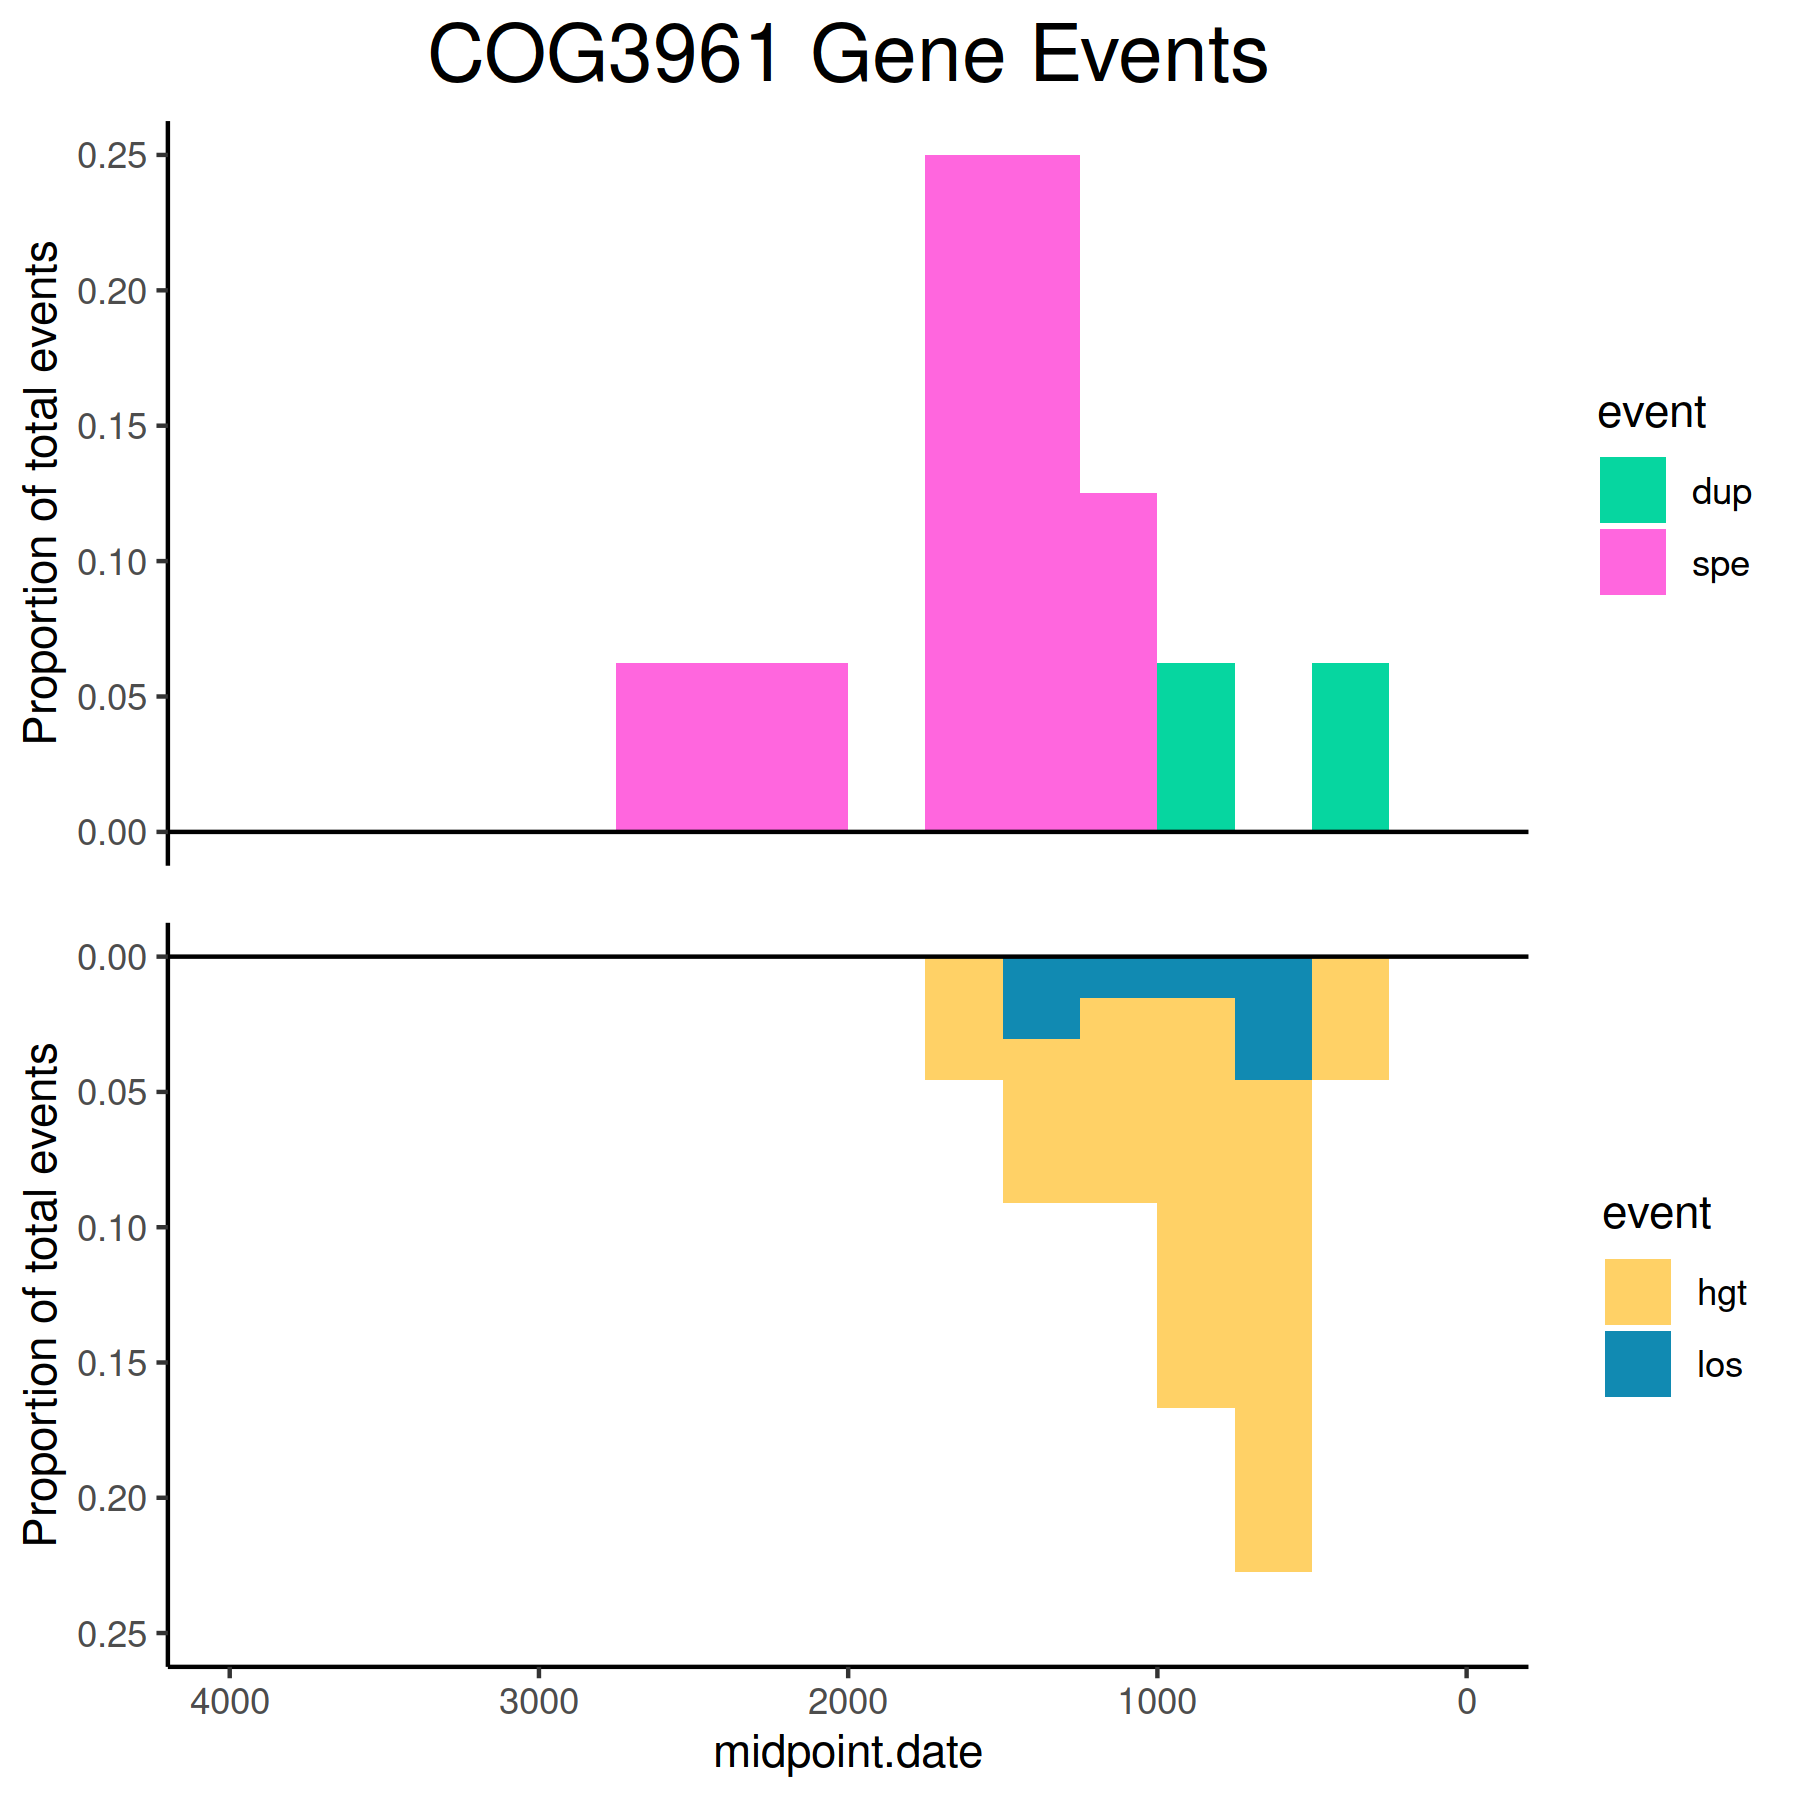 COG3961 Gene Events
Proportion of total events
0.25
0.20
0.15
0.10
0.05
0.00
event
dup
spe
Proportion of total events
0.00
0.05
0.10
0.15
0.20
0.25
event
hgt
los
4000 3000 2000 1000 0
midpoint.date